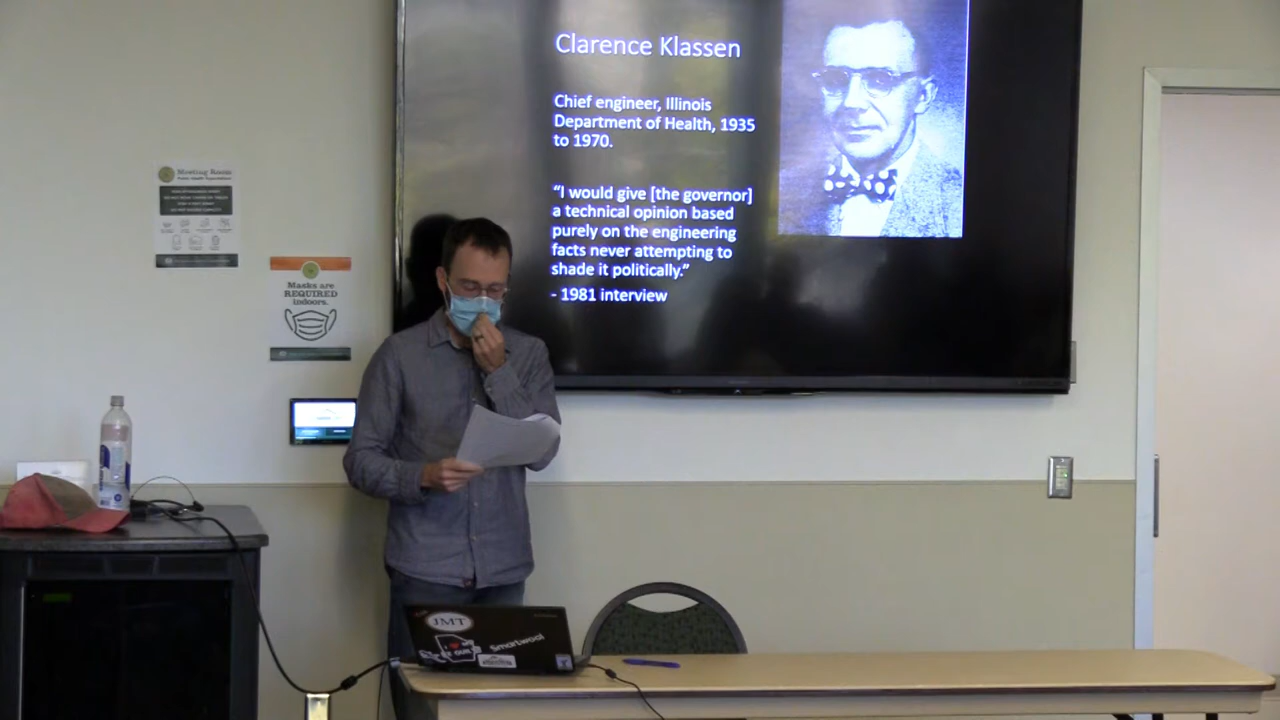 Clarence Klassen
Chief engineer, Illinois
Department of Health, 1935
to 1970.
“I would give [the governor]
a technical opinion based
purely on the engineering
facts never attempting to
shade it politically.”
- 1981 interview
Meeting Room
Masks are
REQUIRED
indoors.
JMT
Smartwool